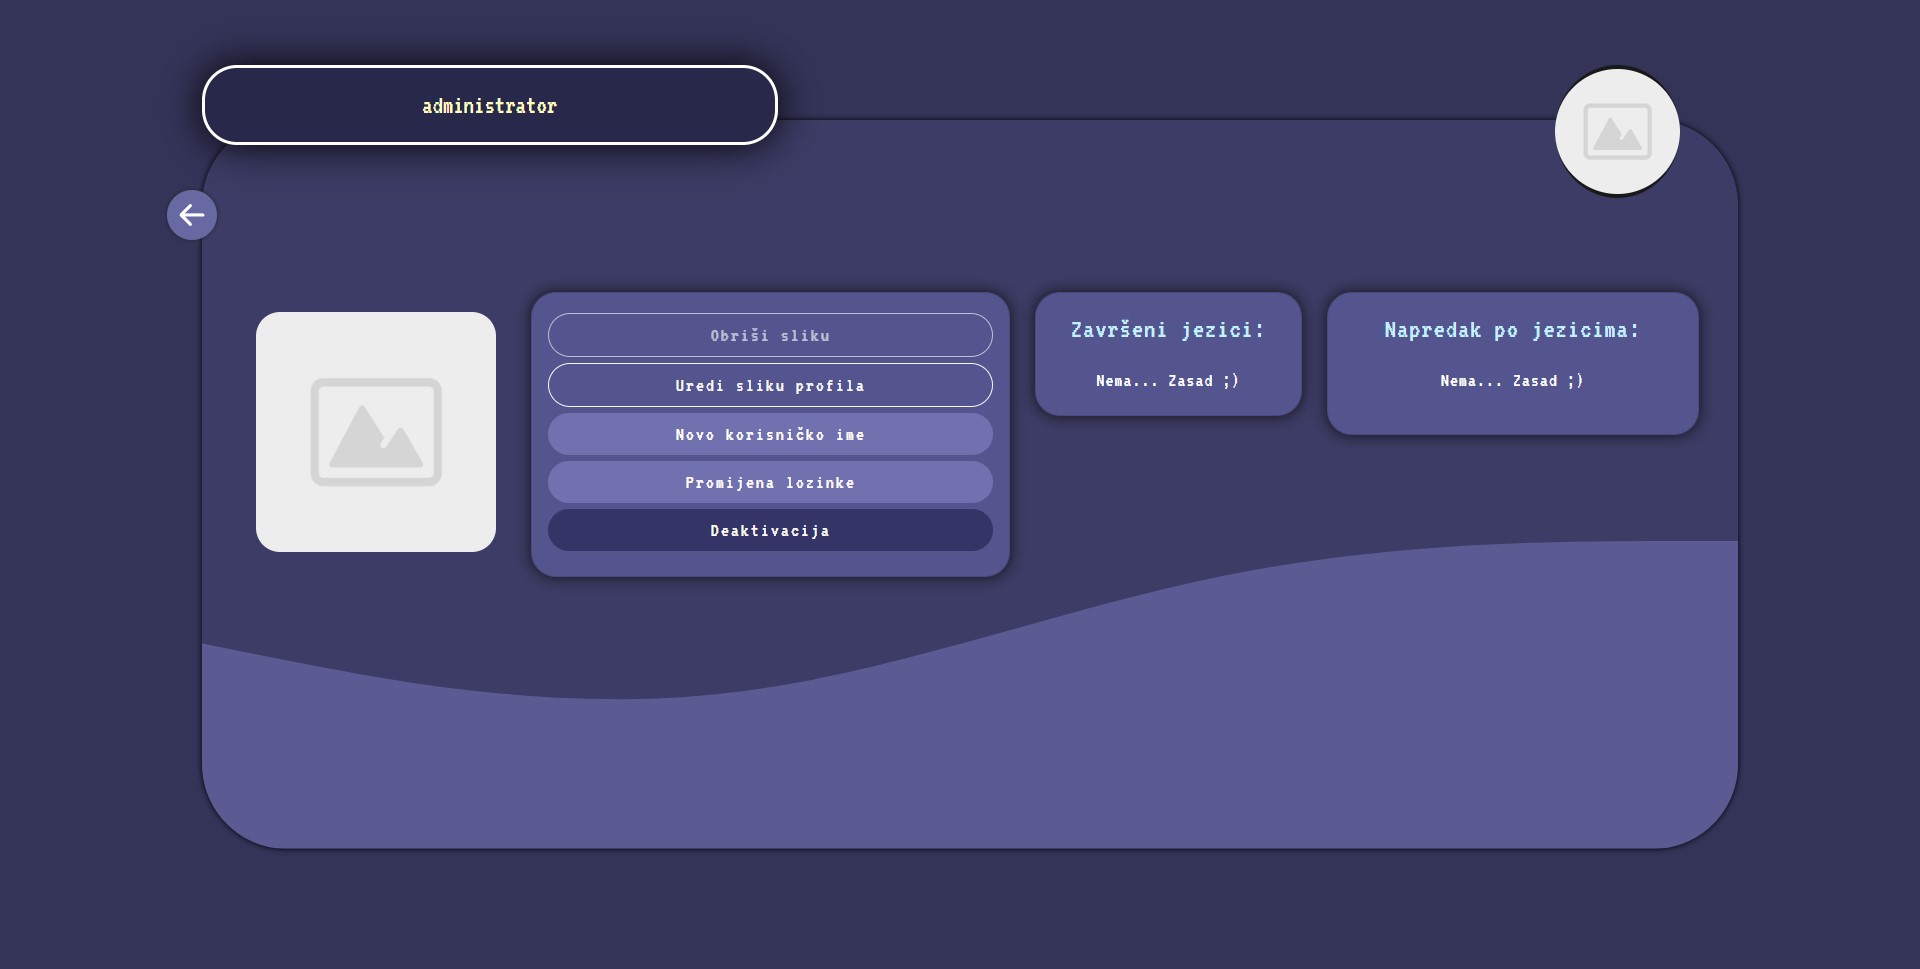 administrator
Obriši sliku
Uredi sliku profila
Novo korisničko ime
Promijena lozinke
Deaktivacija
Završeni jezici:
Nema... Zasad ;)
Napredak po jezicima:
Nema... Zasad ;)